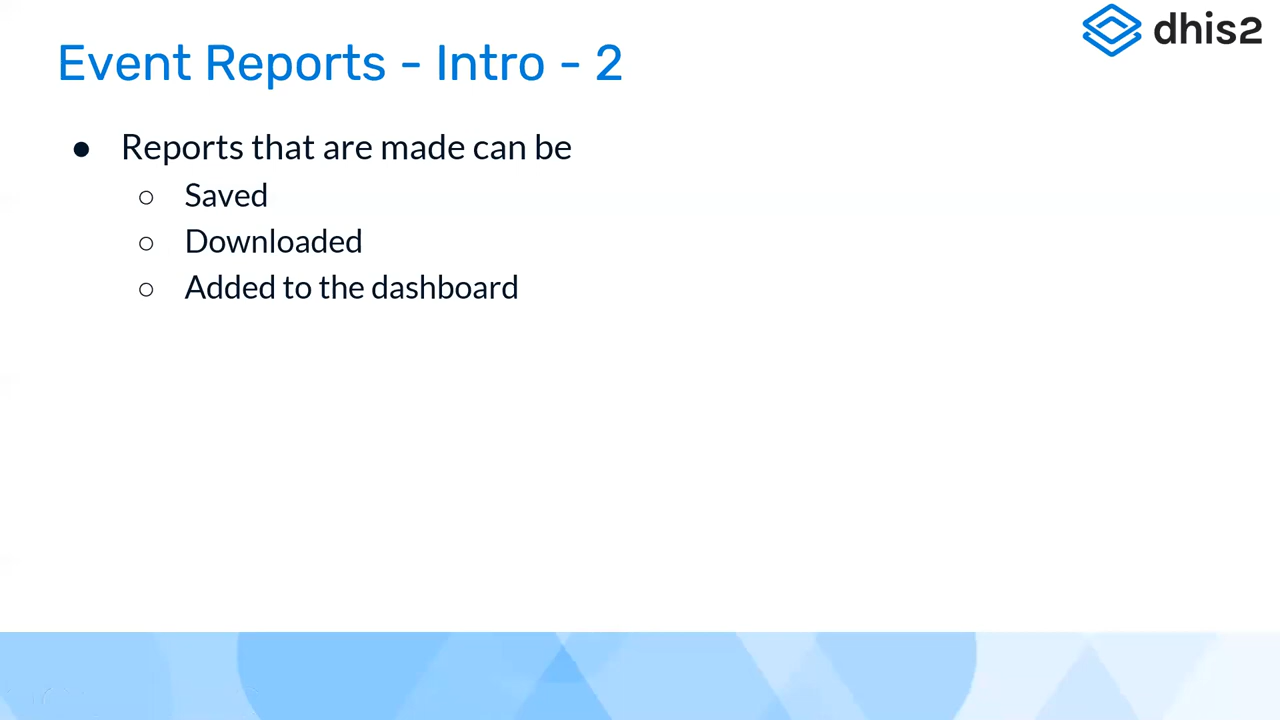 dhis2
Event Reports - Intro - 2
● Reports that are made can be
○ Saved
○ Downloaded
○ Added to the dashboard